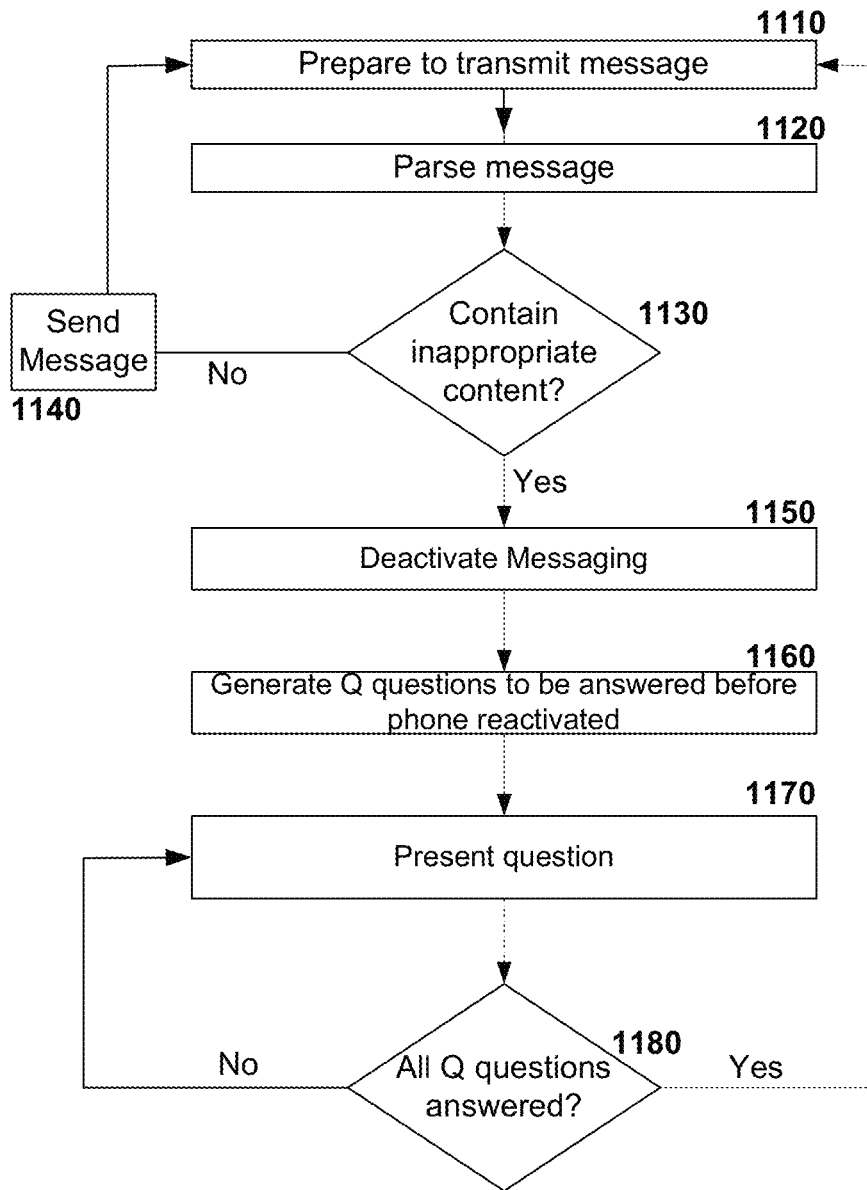 1110
Prepare to transmit message
1120
Parse message
Contain
inappropriate
content?
1130
Send
Message
1140
No
Yes
1150
Deactivate Messaging
1160
Generate Q questions to be answered before
phone reactivated
1170
Present question
All Q questions
answered?
1180
No
Yes